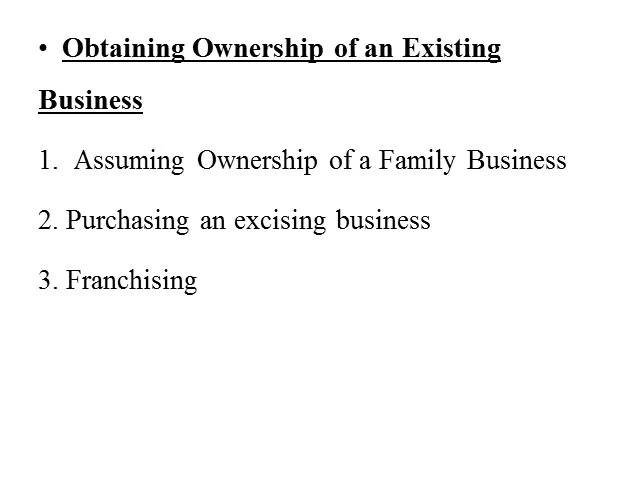 • Obtaining Ownership of an Existing
Business
1. Assuming Ownership of a Family Business
2. Purchasing an excising business
3. Franchising